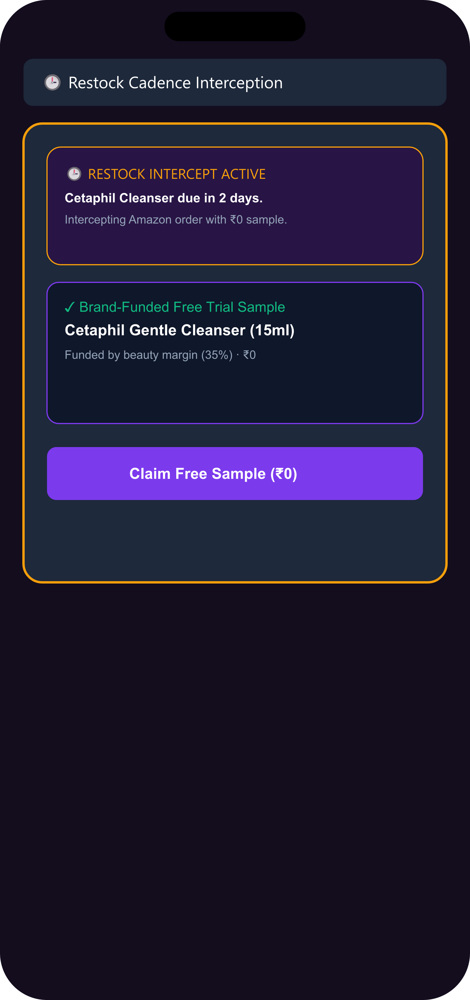 🕒 Restock Cadence Interception
🕒 RESTOCK INTERCEPT ACTIVE
Cetaphil Cleanser due in 2 days.
Intercepting Amazon order with ₹0 sample.
✓ Brand-Funded Free Trial Sample
Cetaphil Gentle Cleanser (15ml)
Funded by beauty margin (35%) · ₹0
Claim Free Sample (₹0)